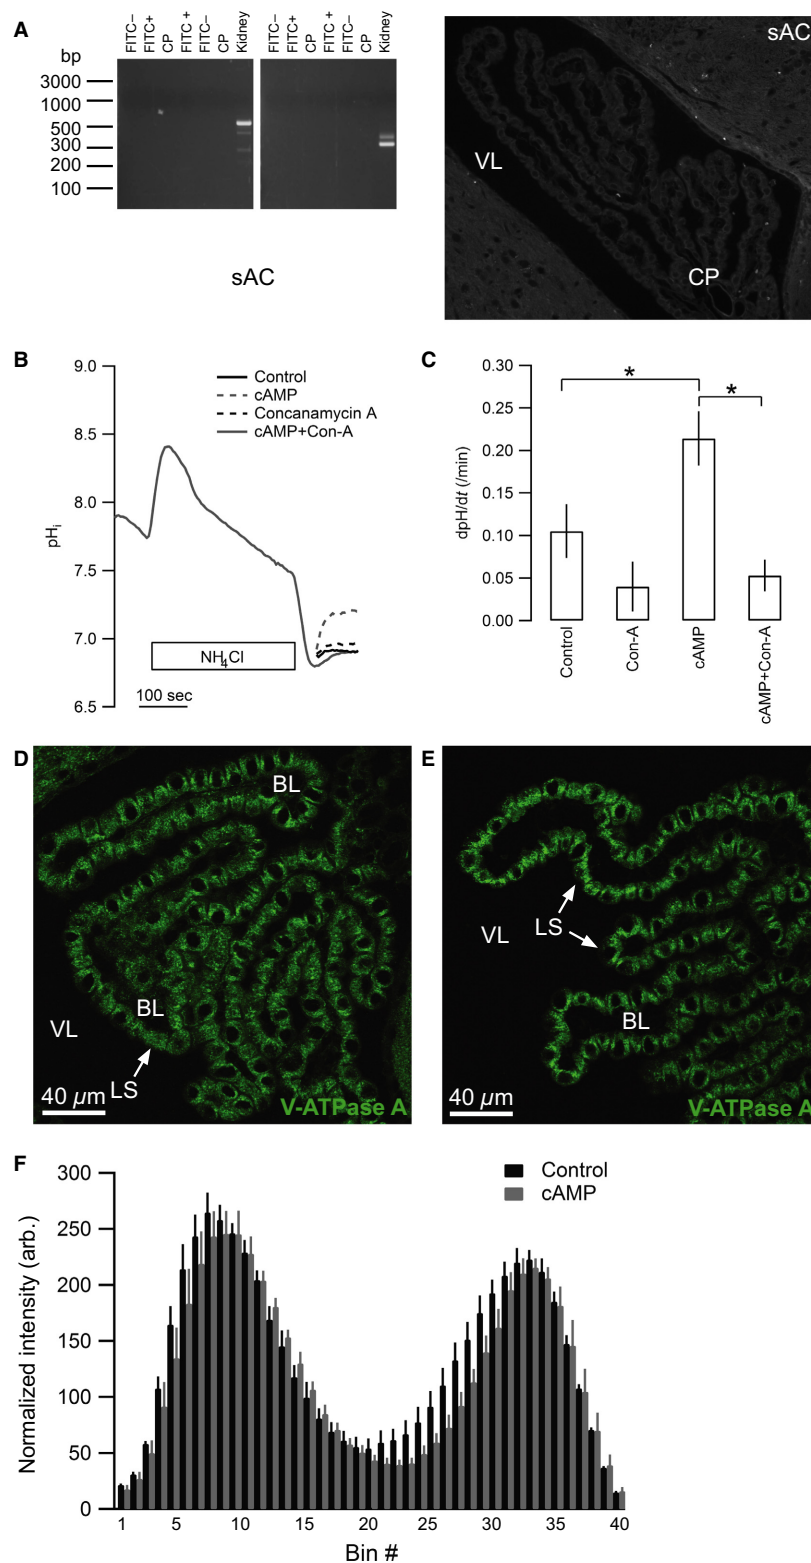 A
bp
FITC–
FITC+
CP
FITC +
FITC–
CP
Kidney
FITC–
FITC+
CP
FITC +
FITC–
CP
Kidney
3000
1000
500
300
200
100
sAC
sAC
VL
CP
B
9.0
8.5
8.0
7.5
7.0
6.5
pHi
Control
cAMP
Concanamycin A
cAMP+Con-A
NH4Cl
100 sec
C
0.30
0.25
0.20
0.15
0.10
0.05
0.00
dpH/dt (/min)
*
*
Control
Con-A
cAMP
cAMP+Con-A
D
BL
BL
VL
LS
40 µm
V-ATPase A
E
LS
VL
BL
40 µm
V-ATPase A
F
300
250
200
150
100
50
0
Normalized intensity (arb.)
Control
cAMP
1 5 10 15 20 25 30 35 40
Bin #